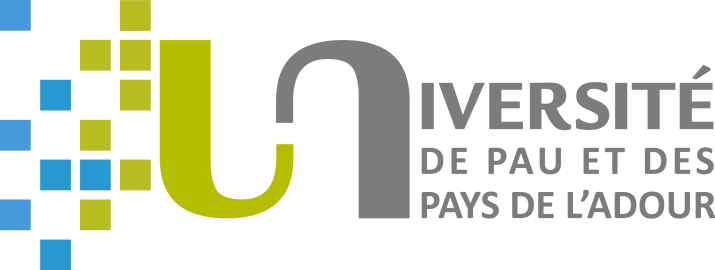 UNIVERSITÉ
DE PAU ET DES
PAYS DE L'ADOUR